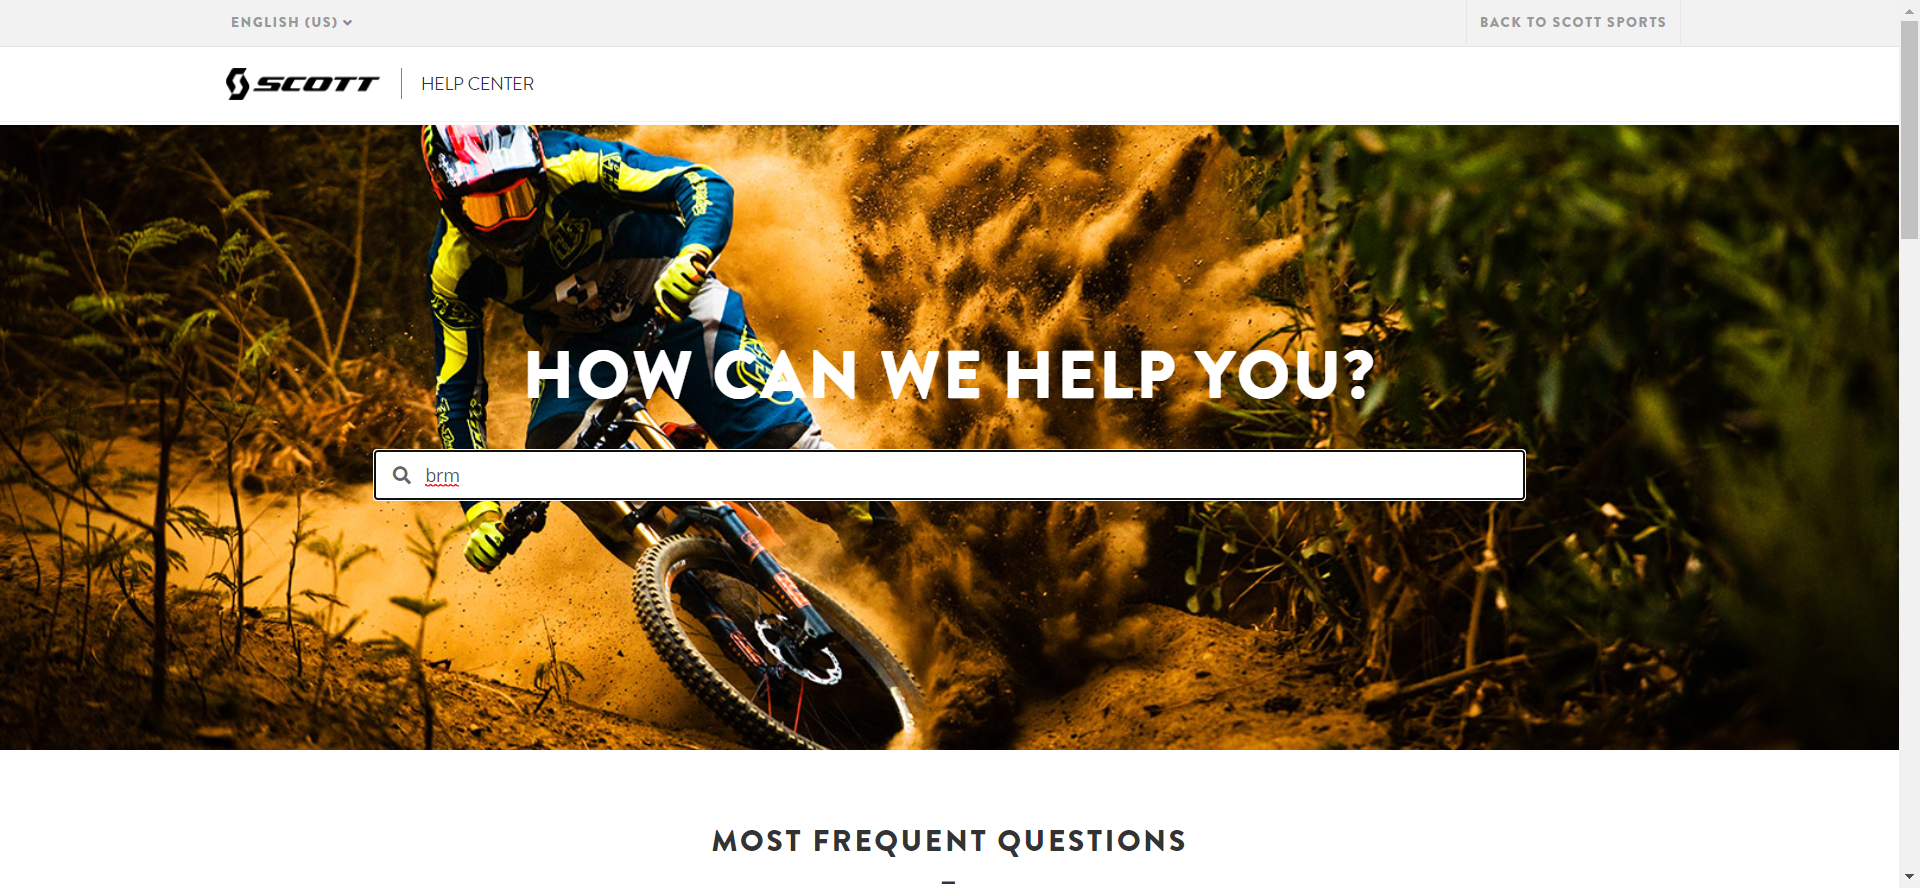 ENGLISH (US)
BACK TO SCOTT SPORTS
SCOTT
HELP CENTER
HOW CAN WE HELP YOU?
brm
MOST FREQUENT QUESTIONS